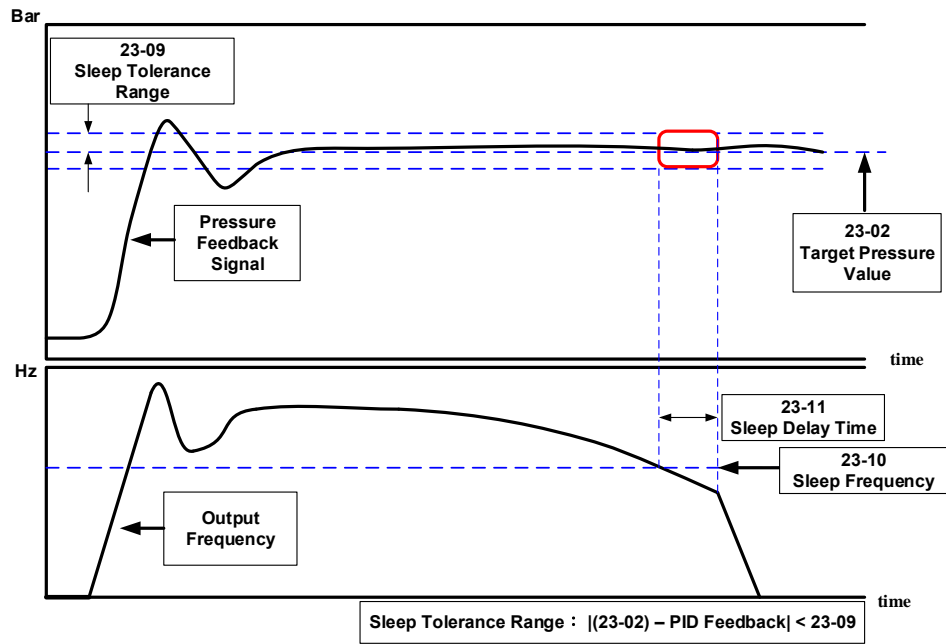 Bar
23-09
Sleep Tolerance
Range
Pressure
Feedback
Signal
23-02
Target Pressure
Value
time
Hz
23-11
Sleep Delay Time
23-10
Sleep Frequency
Output
Frequency
time
Sleep Tolerance Range： |(23-02) – PID Feedback| < 23-09